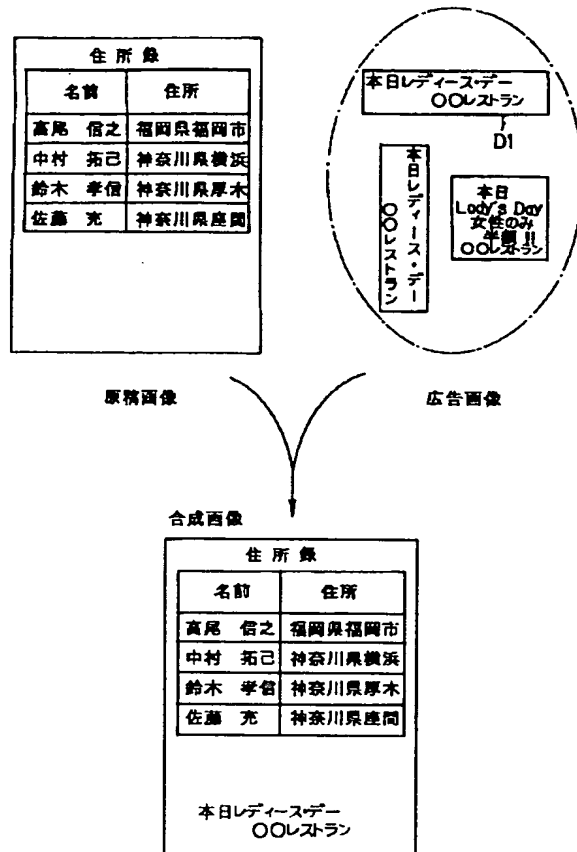 住所録
名前 住所
高尾 信之 福岡県福岡市
中村 拓己 神奈川県横浜
鈴木 孝信 神奈川県厚木
佐藤 充 神奈川県座間
本日レディース・デー
○○レストラン
D1
本日レディース・デー
○○レストラン
本日
Lady's Day
女性のみ
半額!!
○○レストラン
原稿画像
広告画像
合成画像
住所録
名前 住所
高尾 信之 福岡県福岡市
中村 拓己 神奈川県横浜
鈴木 孝信 神奈川県厚木
佐藤 充 神奈川県座間
本日レディース・デー
○○レストラン